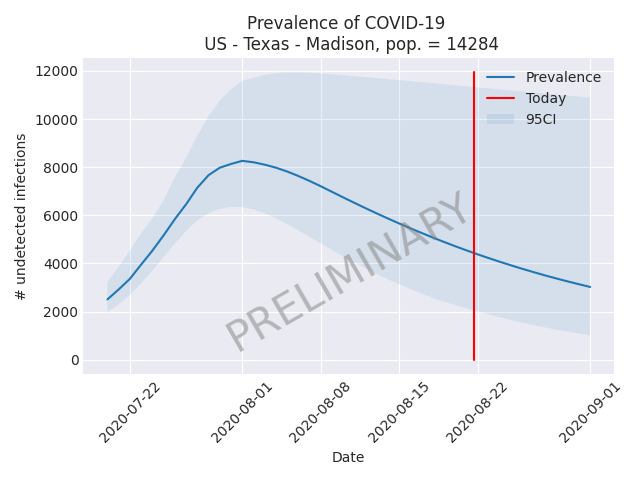 Prevalence of COVID-19
US - Texas - Madison, pop. = 14284
# undetected infections
12000
10000
8000
6000
4000
2000
0
Prevalence
Today
95CI
PRELIMINARY
2020-07-22
2020-08-01
2020-08-08
2020-08-15
2020-08-22
2020-09-01
Date